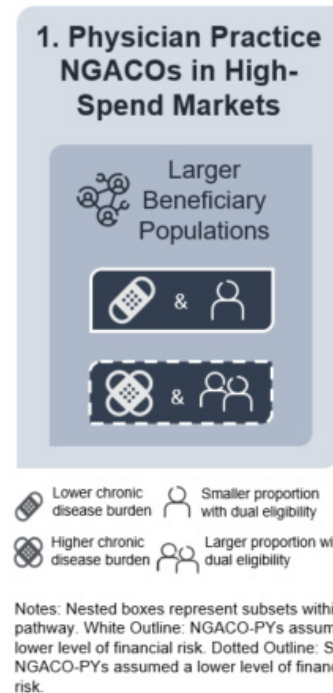 1. Physician Practice
NGACOs in High-
Spend Markets
Larger
Beneficiary
Populations
&
&
Lower chronic
disease burden
Smaller proportion
with dual eligibility
Higher chronic
disease burden
Larger proportion wi
dual eligibility
Notes: Nested boxes represent subsets withi
pathway. White Outline: NGACO-PYs assum
lower level of financial risk. Dotted Outline: S
NGACO-PYs assumed a lower level of financ
risk.